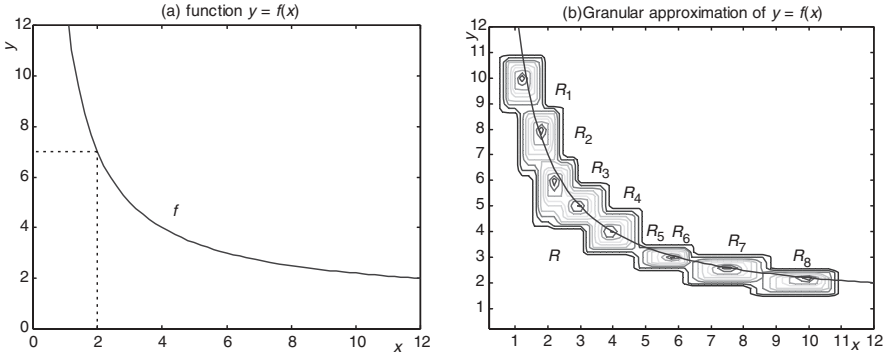 (a) function y = f(x)
y
12
10
8
6
4
2
0
0 2 4 6 8 10 12
x
f
(b)Granular approximation of y = f(x)
y
12
11
10
9
8
7
6
5
4
3
2
1
1 2 3 4 5 6 7 8 9 10 11 x 12
R1
R2
R3
R4
R5 R6 R7
R8
R